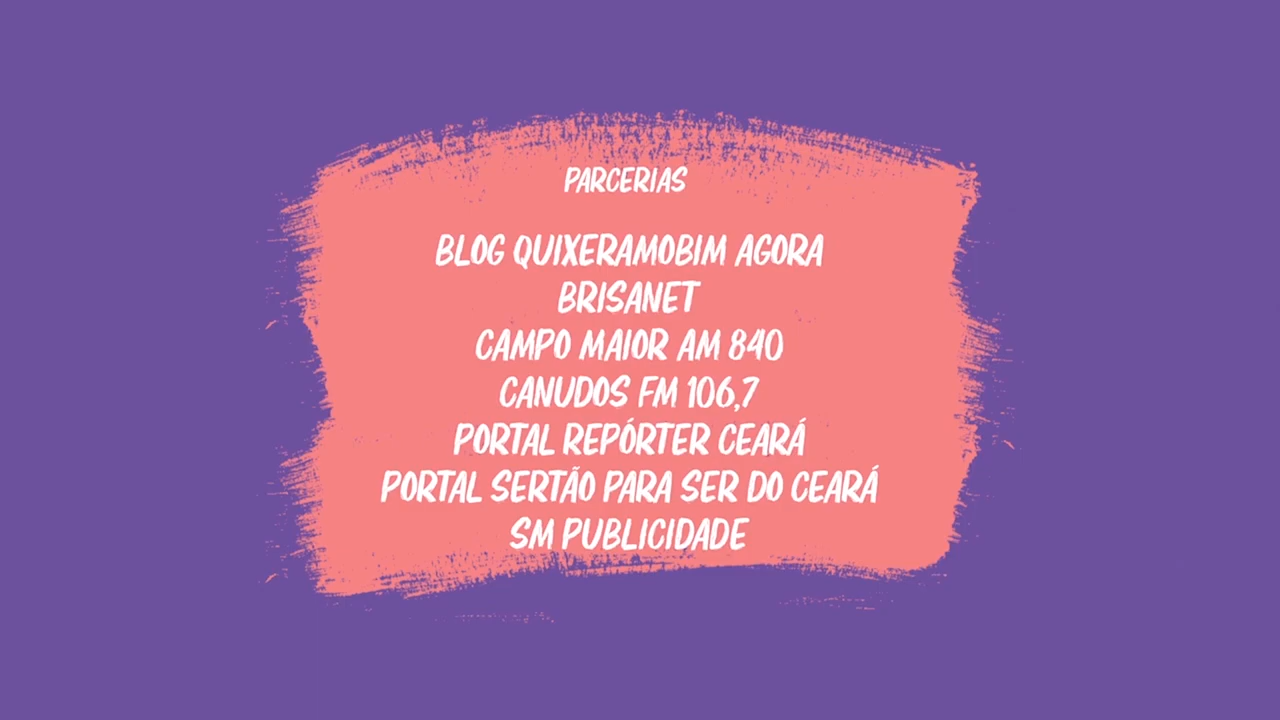 PARCERIAS
BLOG QUIXERAMOBIM AGORA
BRISANET
CAMPO MAIOR AM 840
CANUDOS FM 106,7
PORTAL REPÓRTER CEARÁ
PORTAL SERTÃO PARA SER DO CEARÁ
SM PUBLICIDADE